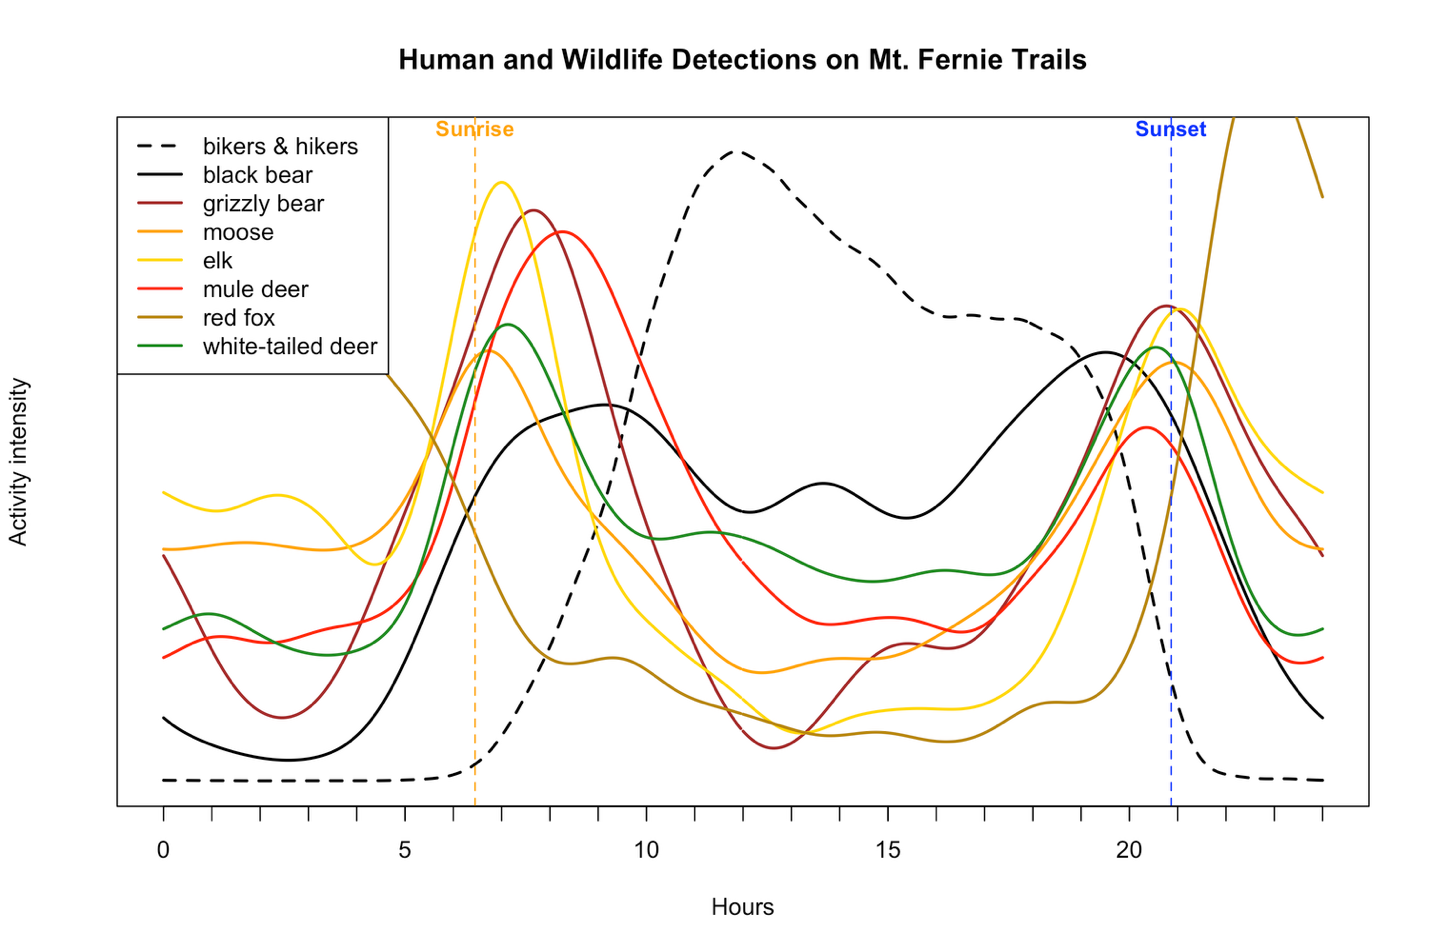 Human and Wildlife Detections on Mt. Fernie Trails
Sunrise
Sunset
bikers & hikers
black bear
grizzly bear
moose
elk
mule deer
red fox
white-tailed deer
Activity intensity
0 5 10 15 20
Hours